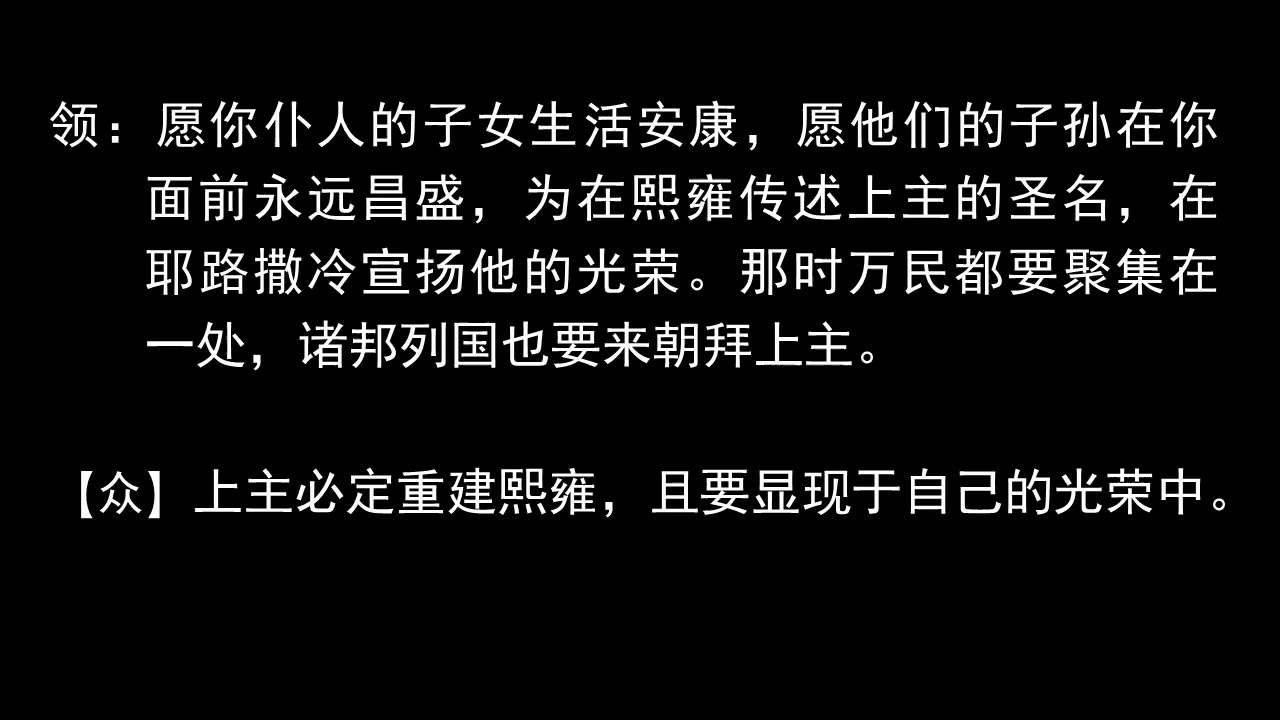 领：愿你仆人的子女生活安康，愿他们的子孙在你
面前永远昌盛，为在熙雍传述上主的圣名，在
耶路撒冷宣扬他的光荣。那时万民都要聚集在
一处，诸邦列国也要来朝拜上主。
【众】上主必定重建熙雍，且要显现于自己的光荣中。